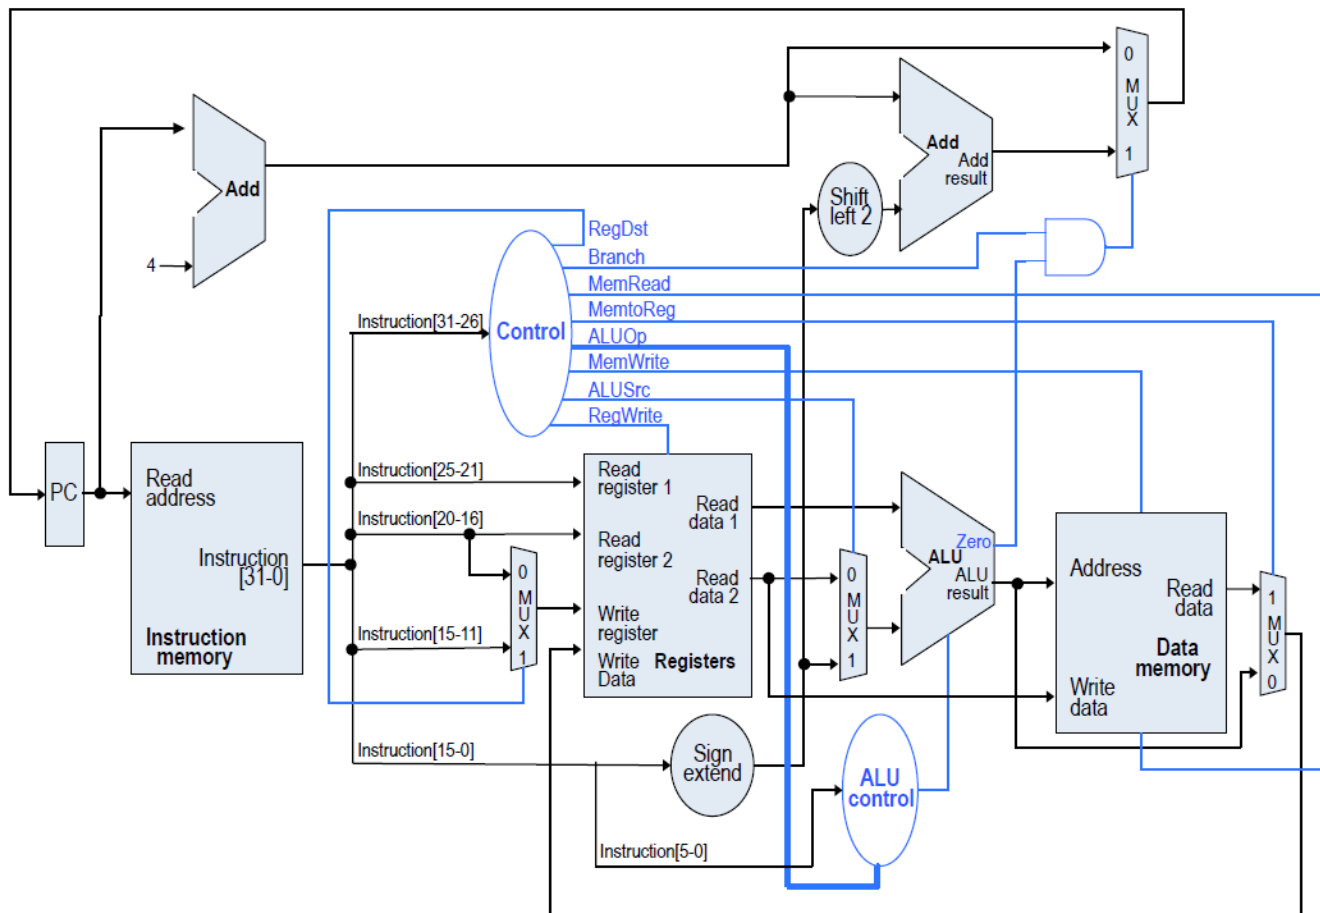 0
M
U
X
1
Add
Add
Add
result
Shift
left 2
4
RegDst
Branch
MemRead
MemtoReg
ALUOp
MemWrite
ALUSrc
RegWrite
Control
Instruction[31-26]
PC
Read
address
Instruction
[31-0]
Instruction
memory
Instruction[25-21]
Instruction[20-16]
Instruction[15-11]
Instruction[15-0]
Instruction[5-0]
0
M
U
X
1
Read
register 1
Read
register 2
Write
register
Write
Data
Read
data 1
Read
data 2
Registers
Sign
extend
0
M
U
X
1
Zero
ALU
ALU
result
ALU
control
Address
Read
data
Data
memory
Write
data
1
M
U
X
0